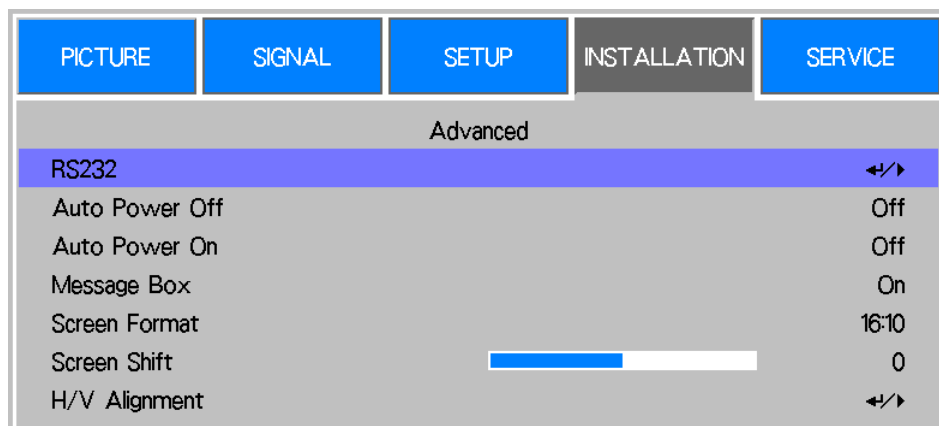 PICTURE SIGNAL SETUP INSTALLATION SERVICE
Advanced
RS232
Auto Power Off Off
Auto Power On Off
Message Box On
Screen Format 16:10
Screen Shift 0
H/V Alignment